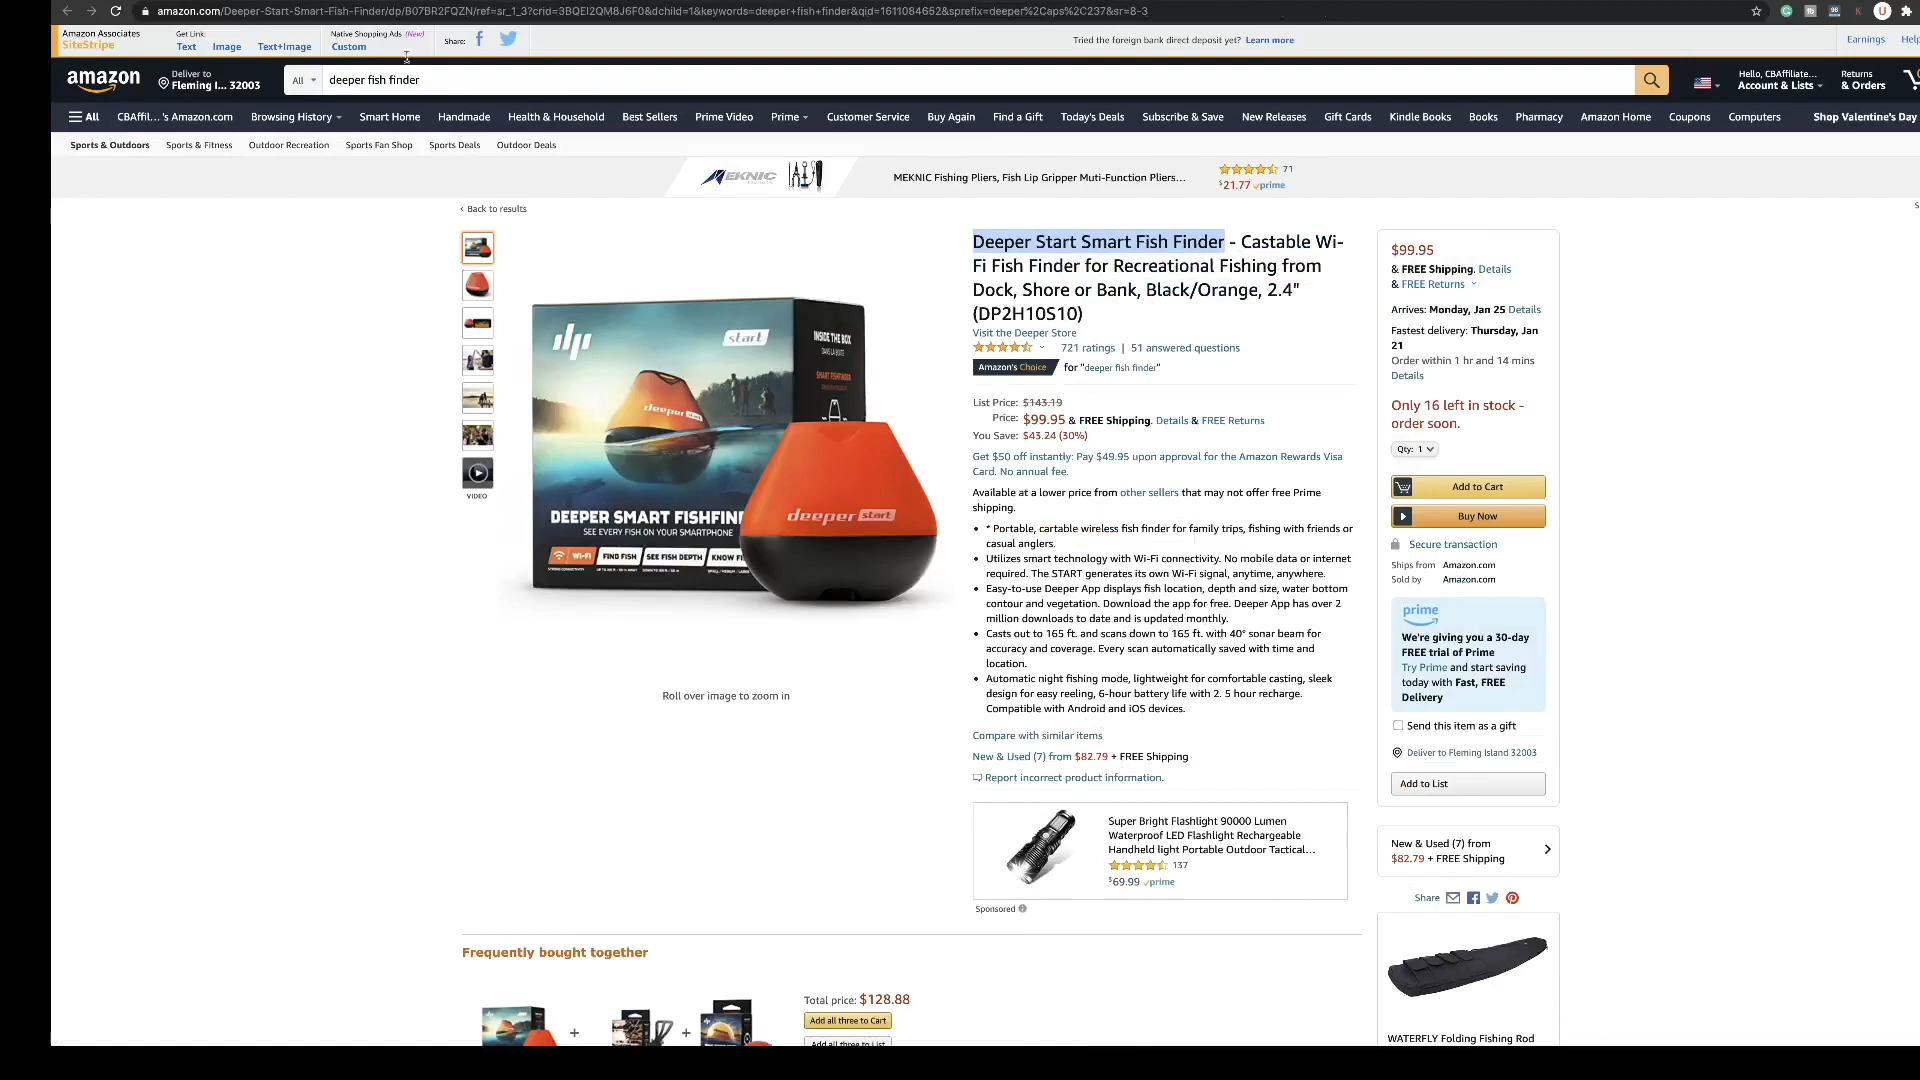 amazon.com/Deeper-Start-Smart-Fish-Finder/dp/B07BR2FQZN/ref=sr_1_3?crid=3BQEI2QM8J6F0&dchild=1&keywords=deeper+fish+finder&qid=1611084652&sprefix=deeper%2Caps%2C237&sr=8-3
Amazon Associates
SiteStripe
Get Link:
Text Image Text+Image
Native Shopping Ads (New)
Custom
Share:
Tried the foreign bank direct deposit yet? Learn more
Earnings Help
amazon
Deliver to
Fleming I... 32003
All
deeper fish finder
Hello, CBAffiliate...
Account & Lists
Returns
& Orders
All CBAffil... 's Amazon.com Browsing History Smart Home Handmade Health & Household Best Sellers Prime Video Prime Customer Service Buy Again Find a Gift Today's Deals Subscribe & Save New Releases Gift Cards Kindle Books Books Pharmacy Amazon Home Coupons Computers Shop Valentine's Day
Sports & Outdoors Sports & Fitness Outdoor Recreation Sports Fan Shop Sports Deals Outdoor Deals
MEKNIC
MEKNIC Fishing Pliers, Fish Lip Gripper Muti-Function Pliers...
71
$21.77 prime
‹ Back to results
dp
start
INSIDE THE BOX
deeper start
DEEPER SMART FISHFIN
SEE EVERY FISH ON YOUR SMARTPHONE
Wi-Fi FIND FISH SEE FISH DEPTH KNOW FI
deeper start
VIDEO
Roll over image to zoom in
Deeper Start Smart Fish Finder - Castable Wi-
Fi Fish Finder for Recreational Fishing from
Dock, Shore or Bank, Black/Orange, 2.4"
(DP2H10S10)
Visit the Deeper Store
721 ratings | 51 answered questions
Amazon's Choice for "deeper fish finder"
List Price: $143.19
Price: $99.95 & FREE Shipping. Details & FREE Returns
You Save: $43.24 (30%)
Get $50 off instantly: Pay $49.95 upon approval for the Amazon Rewards Visa
Card. No annual fee.
Available at a lower price from other sellers that may not offer free Prime
shipping.
• * Portable, cartable wireless fish finder for family trips, fishing with friends or
casual anglers.
• Utilizes smart technology with Wi-Fi connectivity. No mobile data or internet
required. The START generates its own Wi-Fi signal, anytime, anywhere.
• Easy-to-use Deeper App displays fish location, depth and size, water bottom
contour and vegetation. Download the app for free. Deeper App has over 2
million downloads to date and is updated monthly.
• Casts out to 165 ft. and scans down to 165 ft. with 40° sonar beam for
accuracy and coverage. Every scan automatically saved with time and
location.
• Automatic night fishing mode, lightweight for comfortable casting, sleek
design for easy reeling, 6-hour battery life with 2. 5 hour recharge.
Compatible with Android and iOS devices.
Compare with similar items
New & Used (7) from $82.79 + FREE Shipping
Report incorrect product information.
Super Bright Flashlight 90000 Lumen
Waterproof LED Flashlight Rechargeable
Handheld light Portable Outdoor Tactical...
137
$69.99 prime
Sponsored
$99.95
& FREE Shipping. Details
& FREE Returns
Arrives: Monday, Jan 25 Details
Fastest delivery: Thursday, Jan
21
Order within 1 hr and 14 mins
Details
Only 16 left in stock -
order soon.
Qty: 1
Add to Cart
Buy Now
Secure transaction
Ships from Amazon.com
Sold by Amazon.com
prime
We're giving you a 30-day
FREE trial of Prime
Try Prime and start saving
today with Fast, FREE
Delivery
Send this item as a gift
Deliver to Fleming Island 32003
Add to List
New & Used (7) from
$82.79 + FREE Shipping
Share
WATERFLY Folding Fishing Rod
Frequently bought together
Total price: $128.88
+ +
Add all three to Cart
Add all three to List